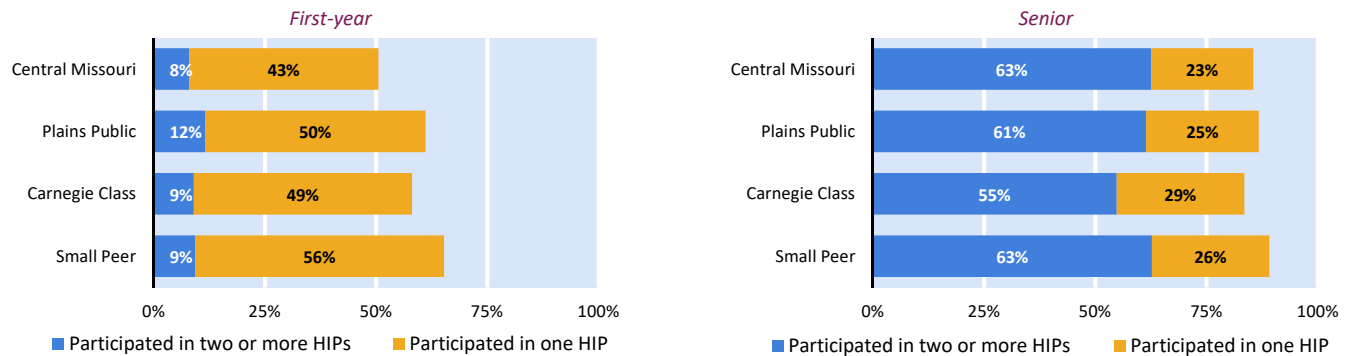 First-year
Central Missouri 8% 43%
Plains Public 12% 50%
Carnegie Class 9% 49%
Small Peer 9% 56%
0% 25% 50% 75% 100%
Participated in two or more HIPs Participated in one HIP
Senior
Central Missouri 63% 23%
Plains Public 61% 25%
Carnegie Class 55% 29%
Small Peer 63% 26%
0% 25% 50% 75% 100%
Participated in two or more HIPs Participated in one HIP